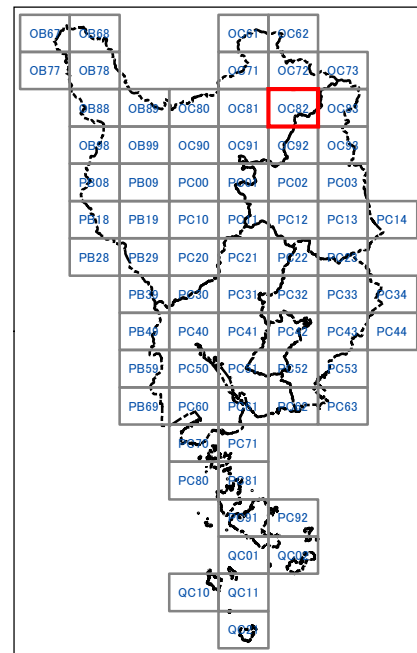 OB67 OB68 OC61 OC62
OB77 OB78 OC71 OC72 OC73
OB88 OB89 OC80 OC81 OC82 OC83
OB98 OB99 OC90 OC91 OC92 OC93
PB08 PB09 PC00 PC01 PC02 PC03
PB18 PB19 PC10 PC11 PC12 PC13 PC14
PB28 PB29 PC20 PC21 PC22 PC23
PB39 PC30 PC31 PC32 PC33 PC34
PB49 PC40 PC41 PC42 PC43 PC44
PB59 PC50 PC51 PC52 PC53
PB69 PC60 PC61 PC62 PC63
PC70 PC71
PC80 PC81
PC91 PC92
QC01 QC02
QC10 QC11
QC21